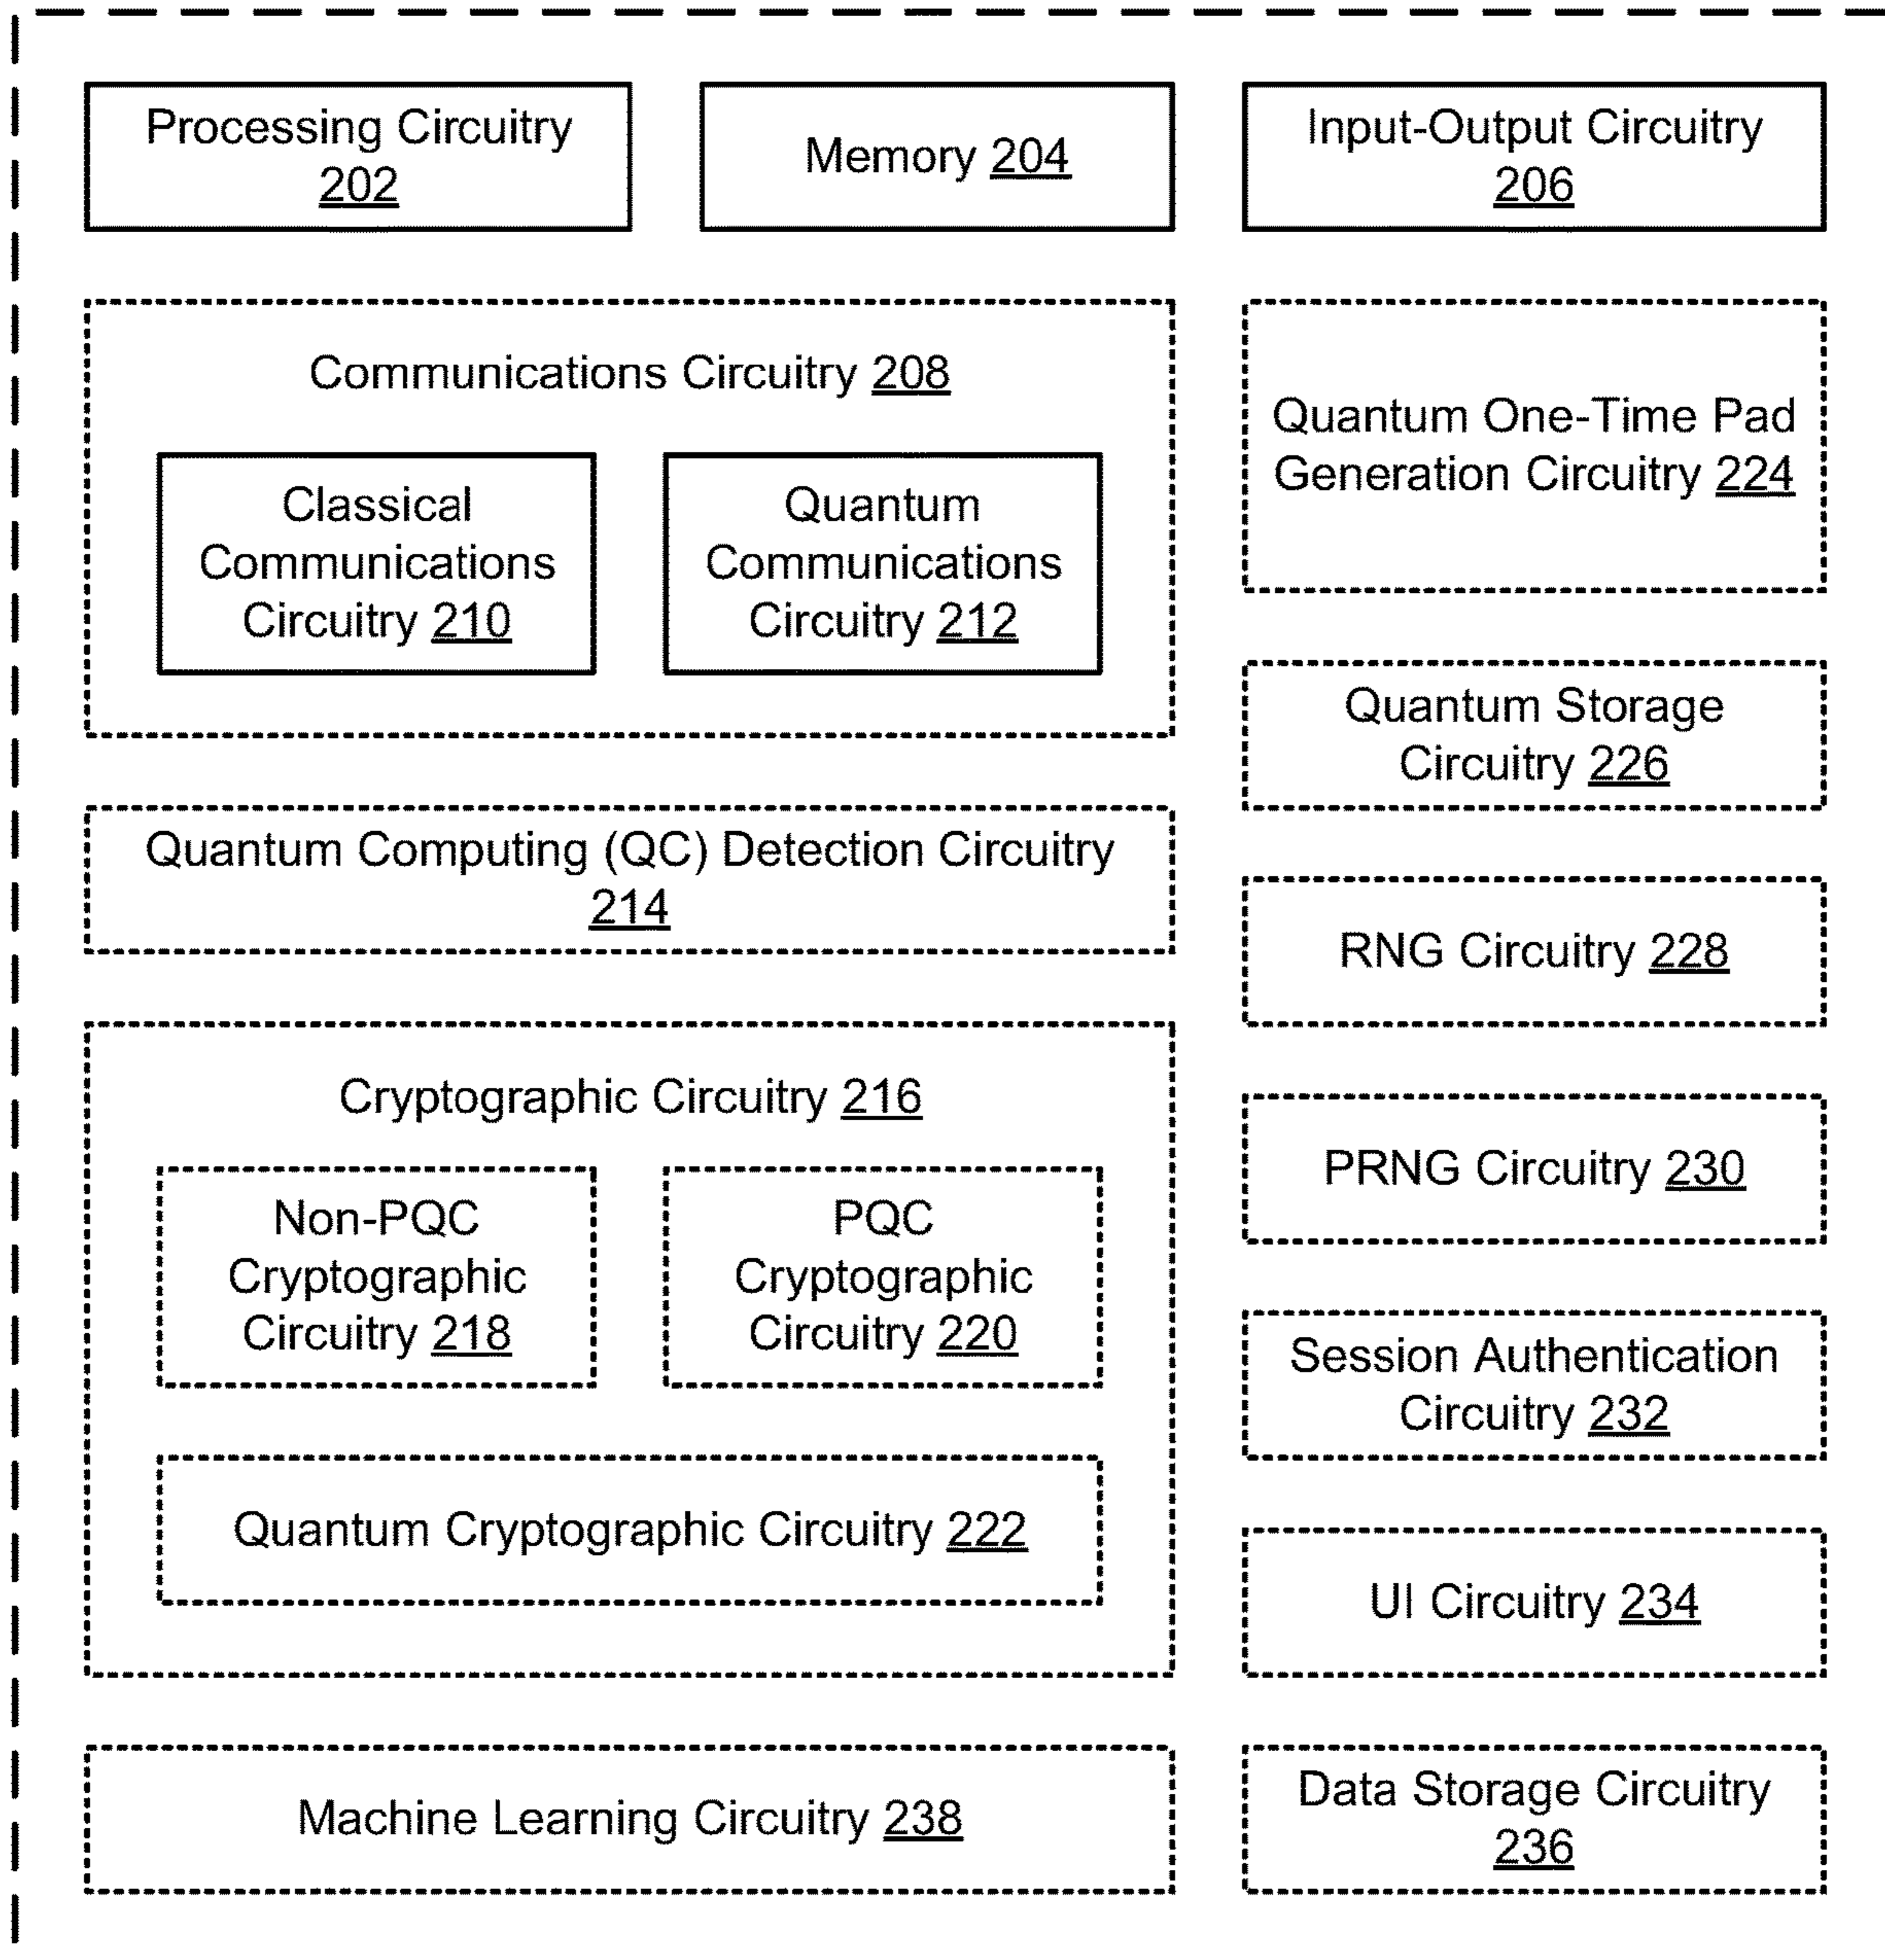 Processing Circuitry
202
Memory 204
Input-Output Circuitry
206
Communications Circuitry 208
Classical
Communications
Circuitry 210
Quantum
Communications
Circuitry 212
Quantum Computing (QC) Detection Circuitry
214
Cryptographic Circuitry 216
Non-PQC
Cryptographic
Circuitry 218
PQC
Cryptographic
Circuitry 220
Quantum Cryptographic Circuitry 222
Machine Learning Circuitry 238
Quantum One-Time Pad
Generation Circuitry 224
Quantum Storage
Circuitry 226
RNG Circuitry 228
PRNG Circuitry 230
Session Authentication
Circuitry 232
UI Circuitry 234
Data Storage Circuitry
236